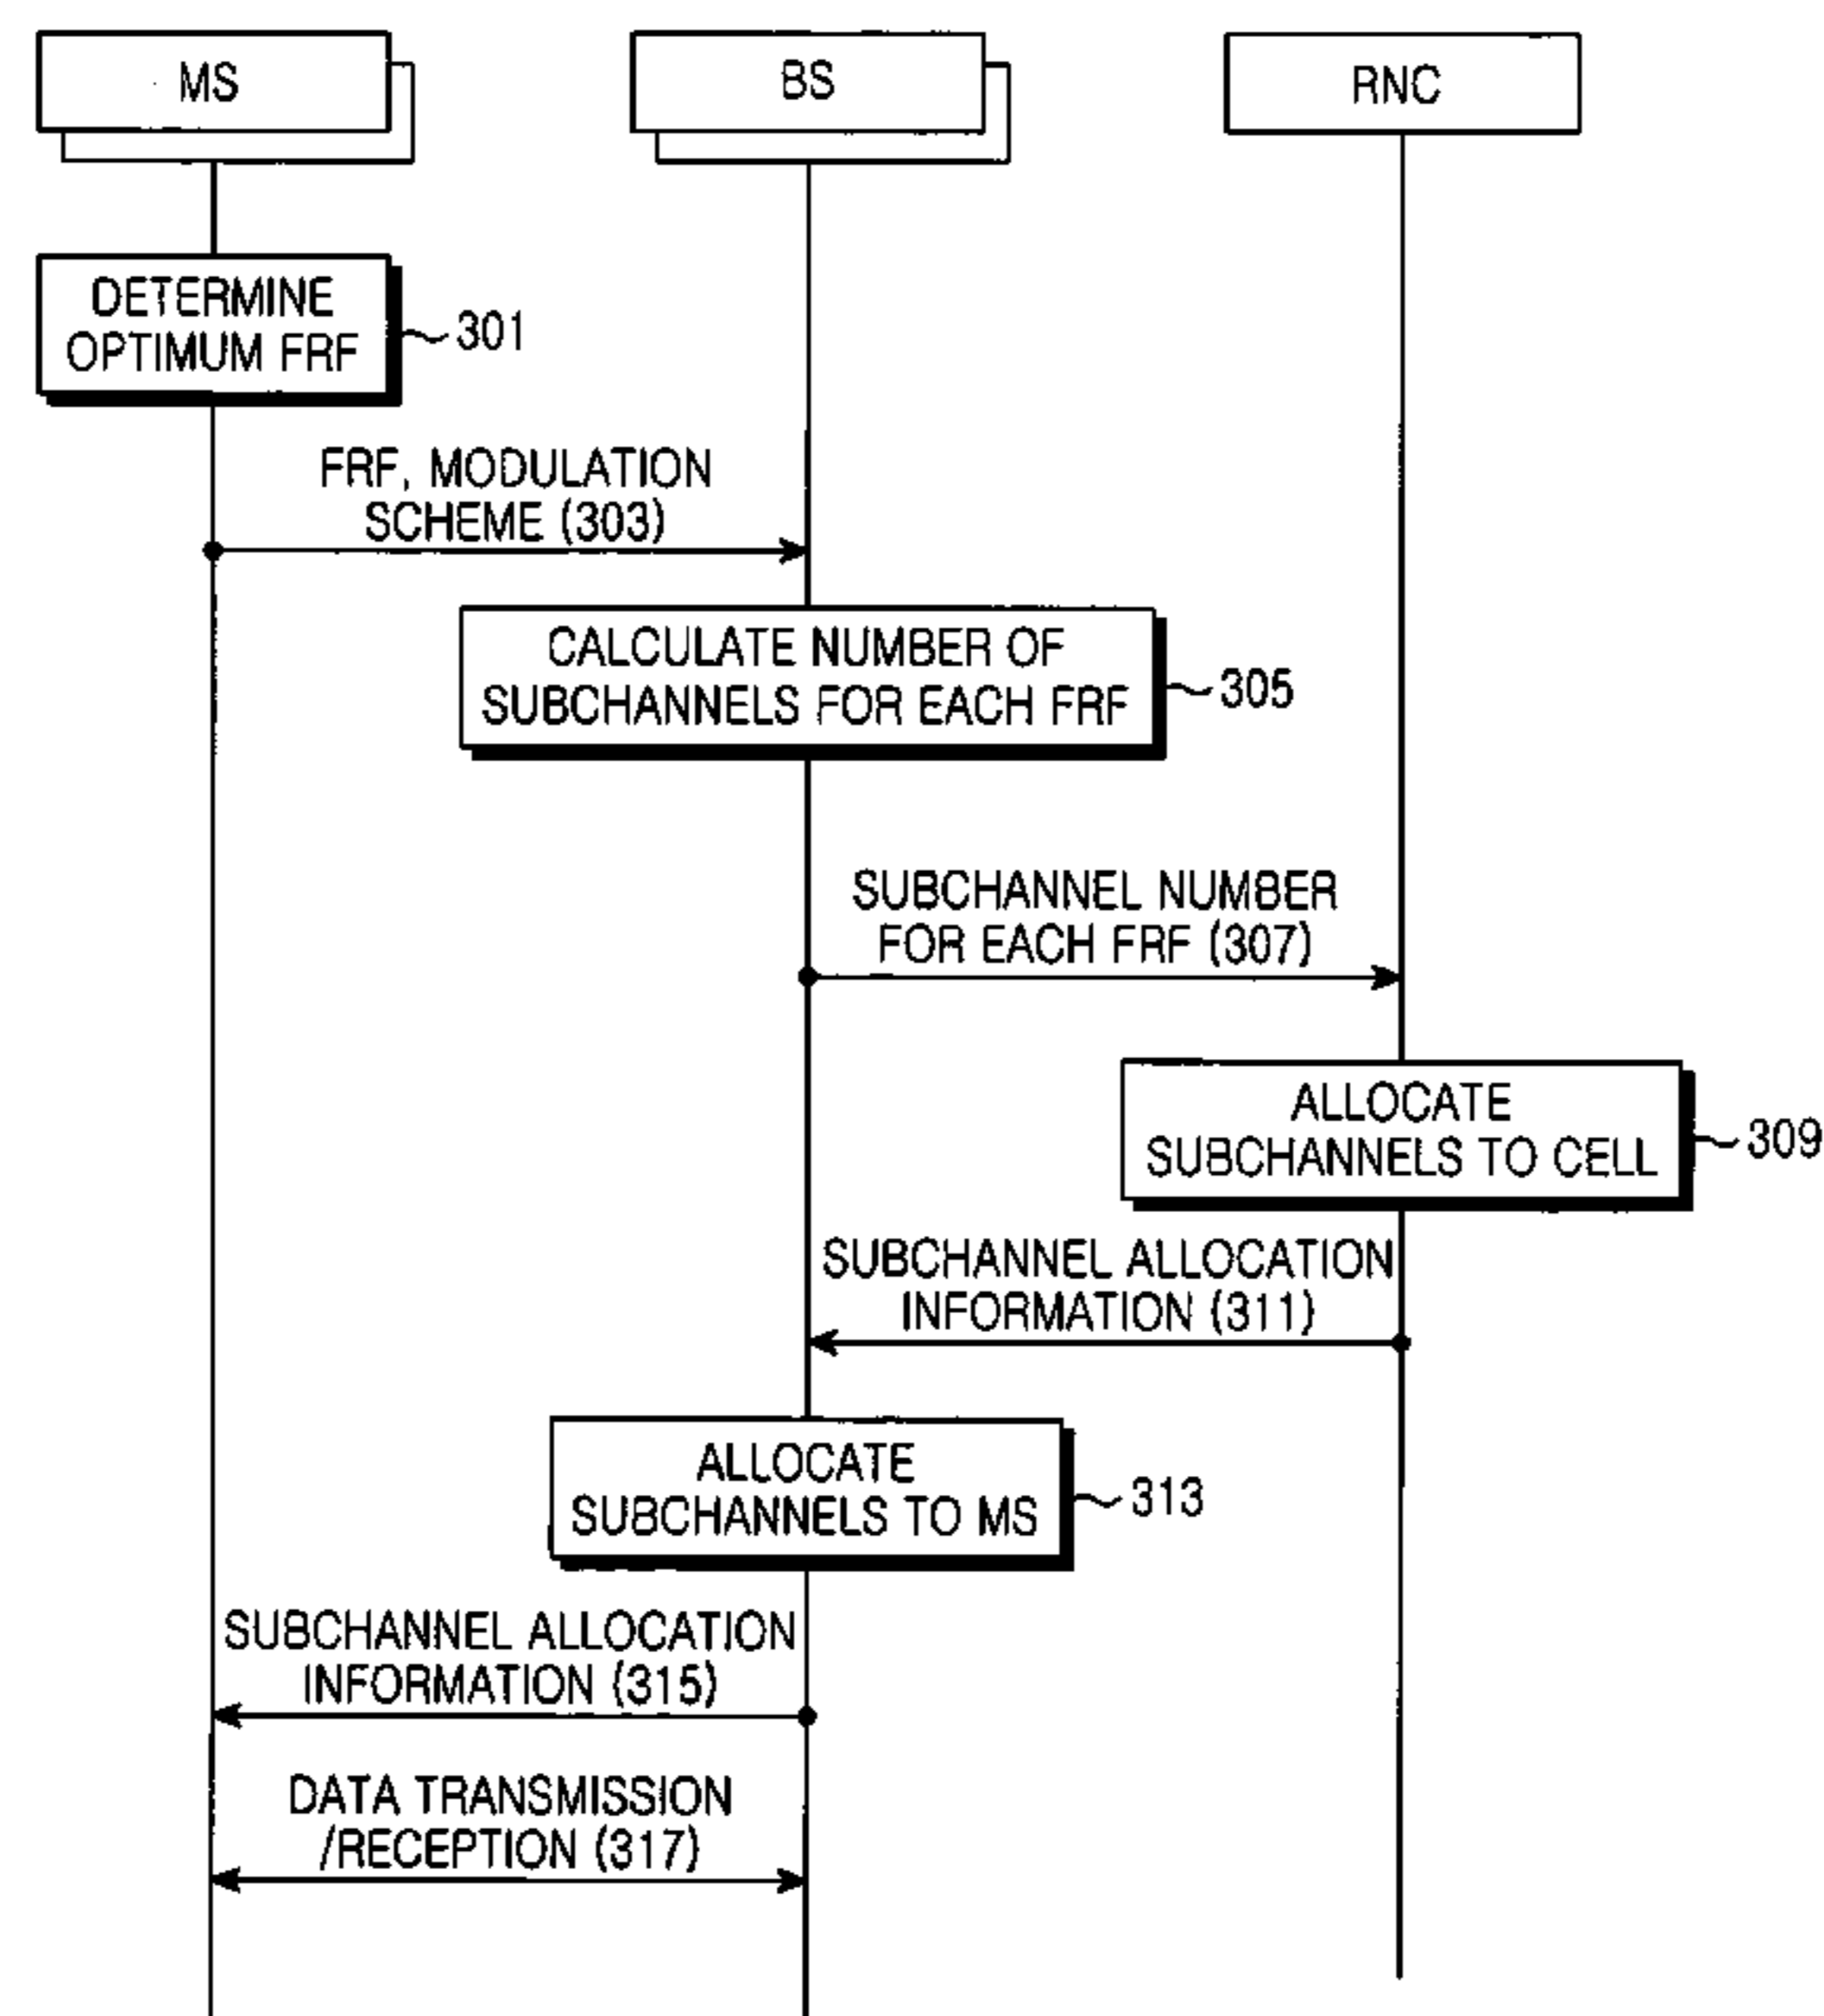 MS
BS
RNC
DETERMINE
OPTIMUM FRF
301
FRF, MODULATION
SCHEME (303)
CALCULATE NUMBER OF
SUBCHANNELS FOR EACH FRF
305
SUBCHANNEL NUMBER
FOR EACH FRF (307)
ALLOCATE
SUBCHANNELS TO CELL
309
SUBCHANNEL ALLOCATION
INFORMATION (311)
ALLOCATE
SUBCHANNELS TO MS
313
SUBCHANNEL ALLOCATION
INFORMATION (315)
DATA TRANSMISSION
/RECEPTION (317)